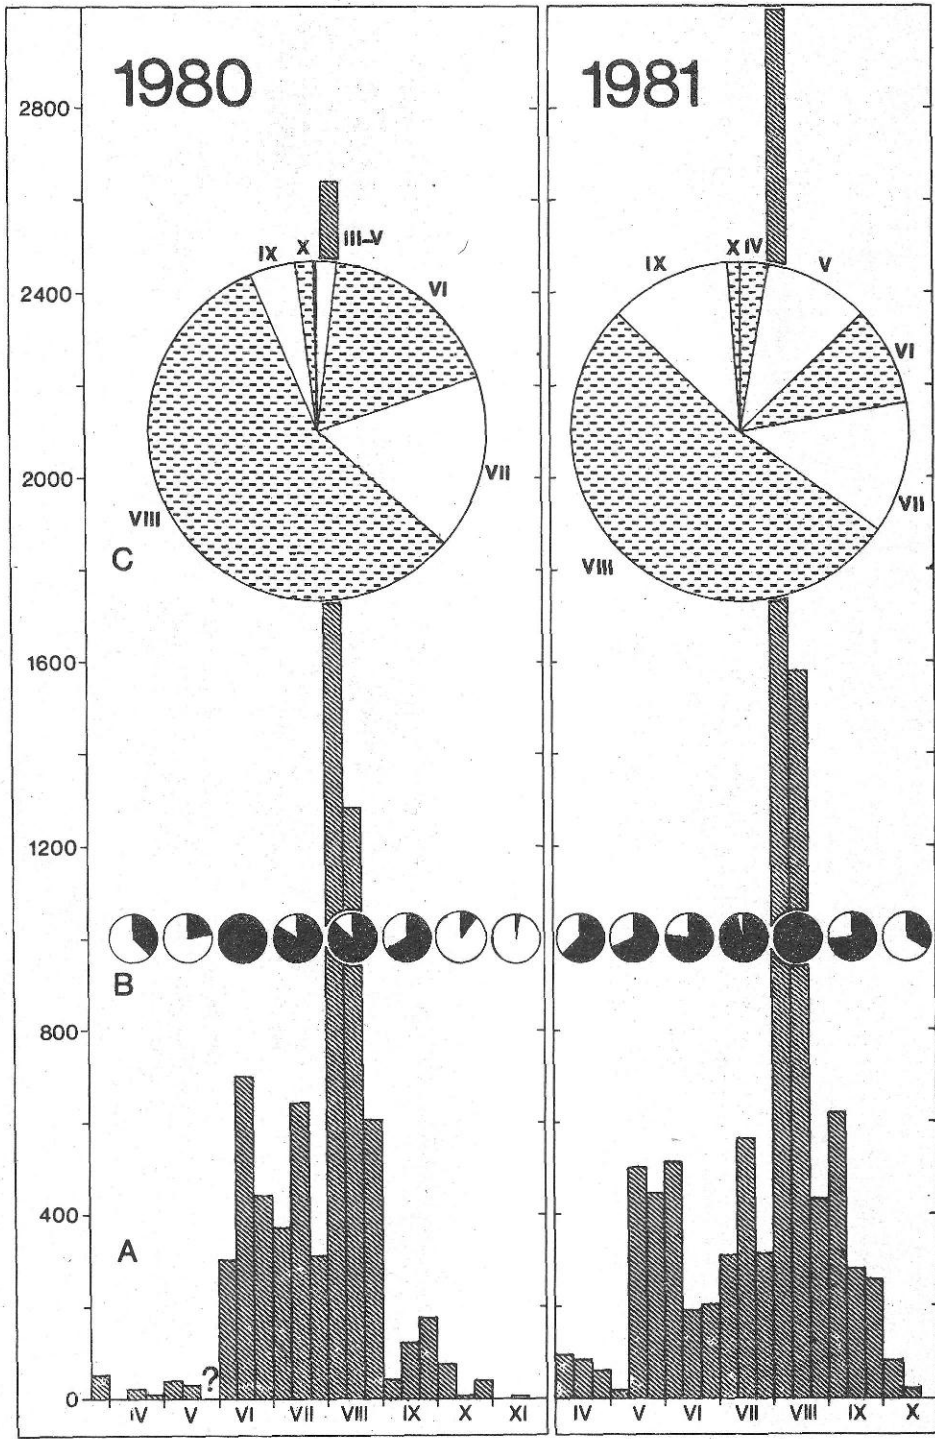 1980 1981
2800
IX X III-V
X IV
IX V
2400
VI
VI
2000
VII
VII
VIII
VIII
C
1600
1200
B
800
400
A
?
0
iV V VI VII VIII IX X XI
IV V VI VII VIII IX X